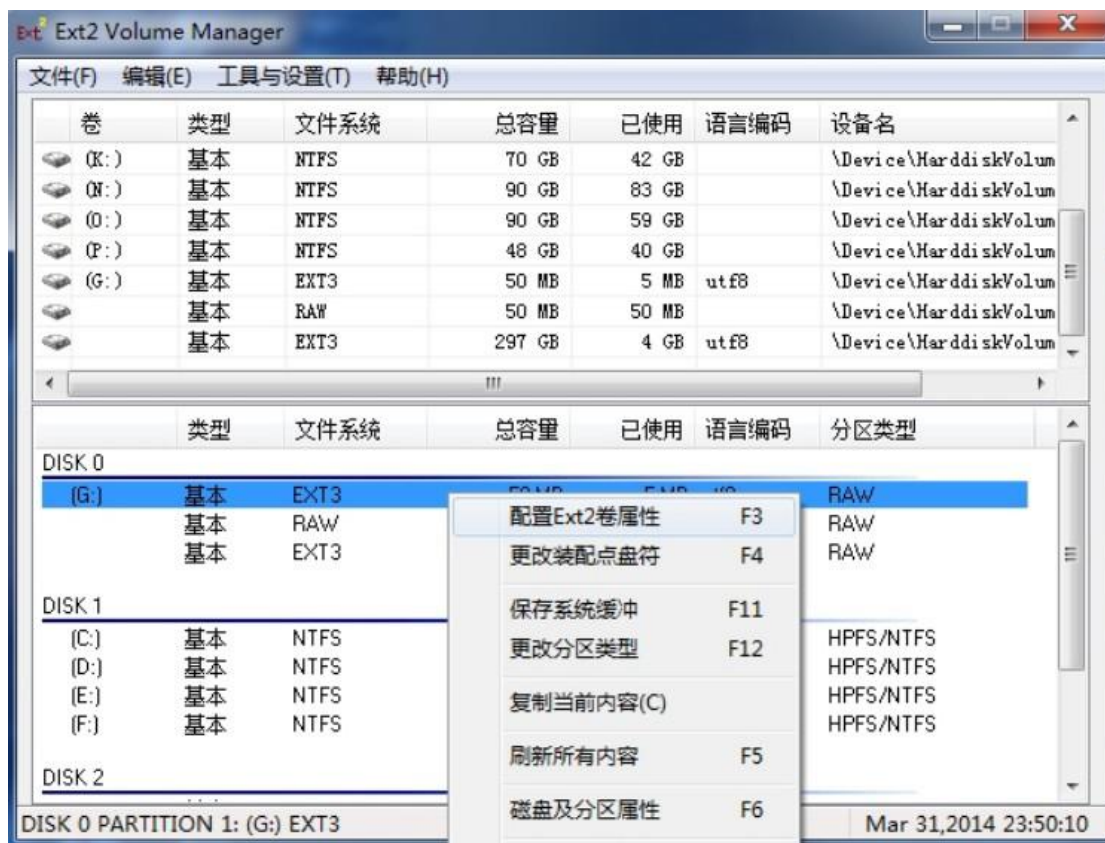 Ext2 Ext2 Volume Manager
文件(F) 编辑(E) 工具与设置(T) 帮助(H)
卷 类型 文件系统 总容量 已使用 语言编码 设备名
(K:) 基本 NTFS 70 GB 42 GB \Device\HarddiskVolum
(N:) 基本 NTFS 90 GB 83 GB \Device\HarddiskVolum
(O:) 基本 NTFS 90 GB 59 GB \Device\HarddiskVolum
(P:) 基本 NTFS 48 GB 40 GB \Device\HarddiskVolum
(G:) 基本 EXT3 50 MB 5 MB utf8 \Device\HarddiskVolum
基本 RAW 50 MB 50 MB \Device\HarddiskVolum
基本 EXT3 297 GB 4 GB utf8 \Device\HarddiskVolum
类型 文件系统 总容量 已使用 语言编码 分区类型
DISK 0
(G:) 基本 EXT3 RAW
基本 RAW RAW
基本 EXT3 RAW
DISK 1
(C:) 基本 NTFS HPFS/NTFS
(D:) 基本 NTFS HPFS/NTFS
(E:) 基本 NTFS HPFS/NTFS
(F:) 基本 NTFS HPFS/NTFS
DISK 2
配置Ext2卷属性 F3
更改装配点盘符 F4
保存系统缓冲 F11
更改分区类型 F12
复制当前内容(C)
刷新所有内容 F5
磁盘及分区属性 F6
DISK 0 PARTITION 1: (G:) EXT3 Mar 31,2014 23:50:10